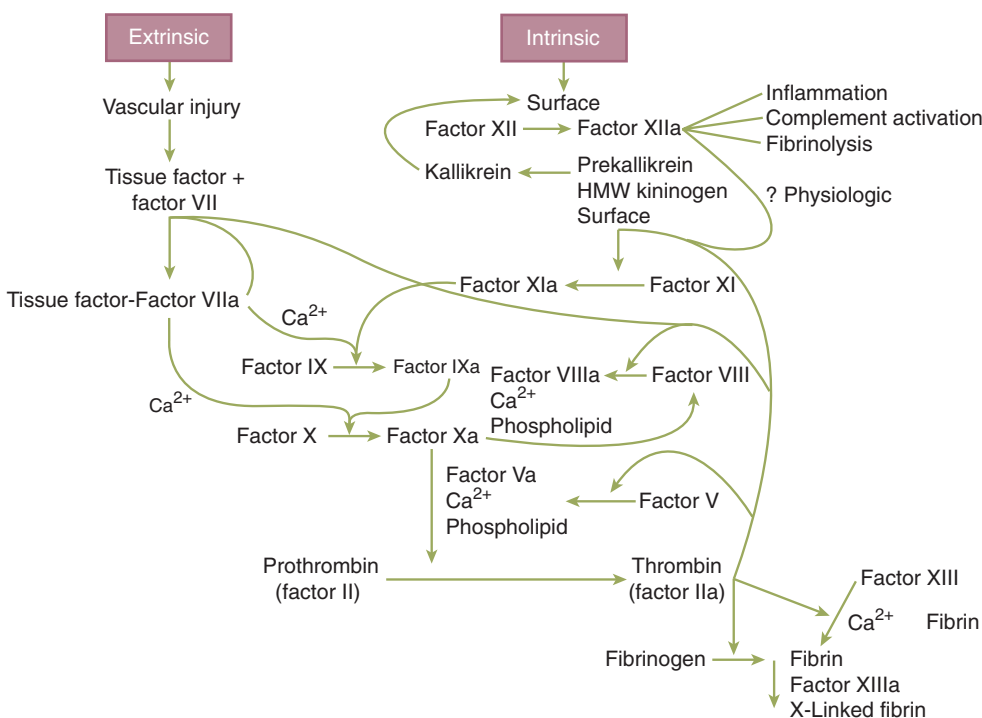 Extrinsic
Intrinsic
Vascular injury
Surface
Inflammation
Factor XII
Factor XIIa
Complement activation
Fibrinolysis
Tissue factor +
factor VII
Kallikrein
Prekallikrein
HMW kininogen
Surface
? Physiologic
Tissue factor-Factor VIIa
Factor XIa
Factor XI
Ca2+
Factor IX
Factor IXa
Factor VIIIa
Ca2+
Phospholipid
Factor VIII
Ca2+
Factor X
Factor Xa
Factor Va
Ca2+
Phospholipid
Factor V
Prothrombin
(factor II)
Thrombin
(factor IIa)
Factor XIII
Ca2+
Fibrin
Fibrinogen
Fibrin
Factor XIIIa
X-Linked fibrin